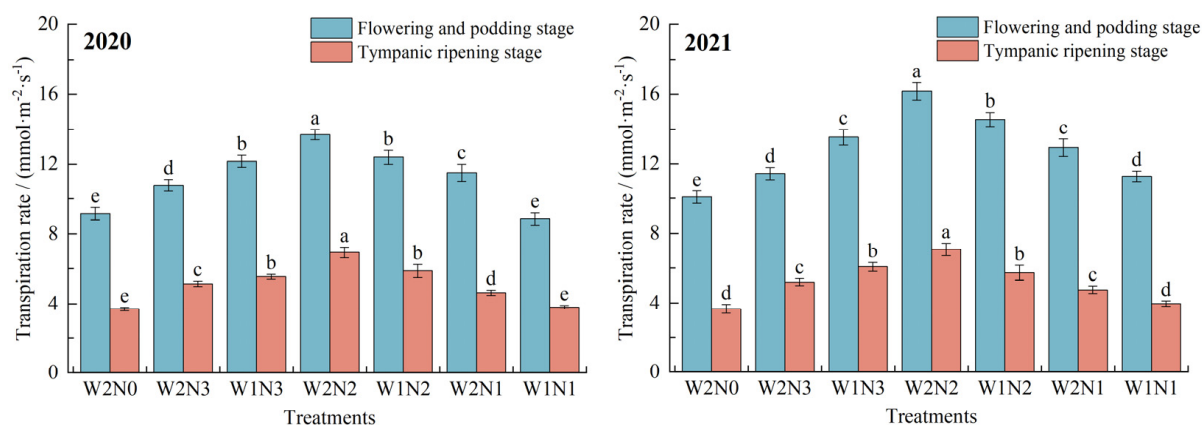 2020
Flowering and podding stage
Tympanic ripening stage
Transpiration rate / (mmol·m⁻²·s⁻¹)
20
16
12
8
4
0
e e d c b b a a b b c d e e
W2N0 W2N3 W1N3 W2N2 W1N2 W2N1 W1N1
Treatments
2021
Flowering and podding stage
Tympanic ripening stage
Transpiration rate / (mmol·m⁻²·s⁻¹)
20
16
12
8
4
0
e d d c c b a a b b c c d d
W2N0 W2N3 W1N3 W2N2 W1N2 W2N1 W1N1
Treatments